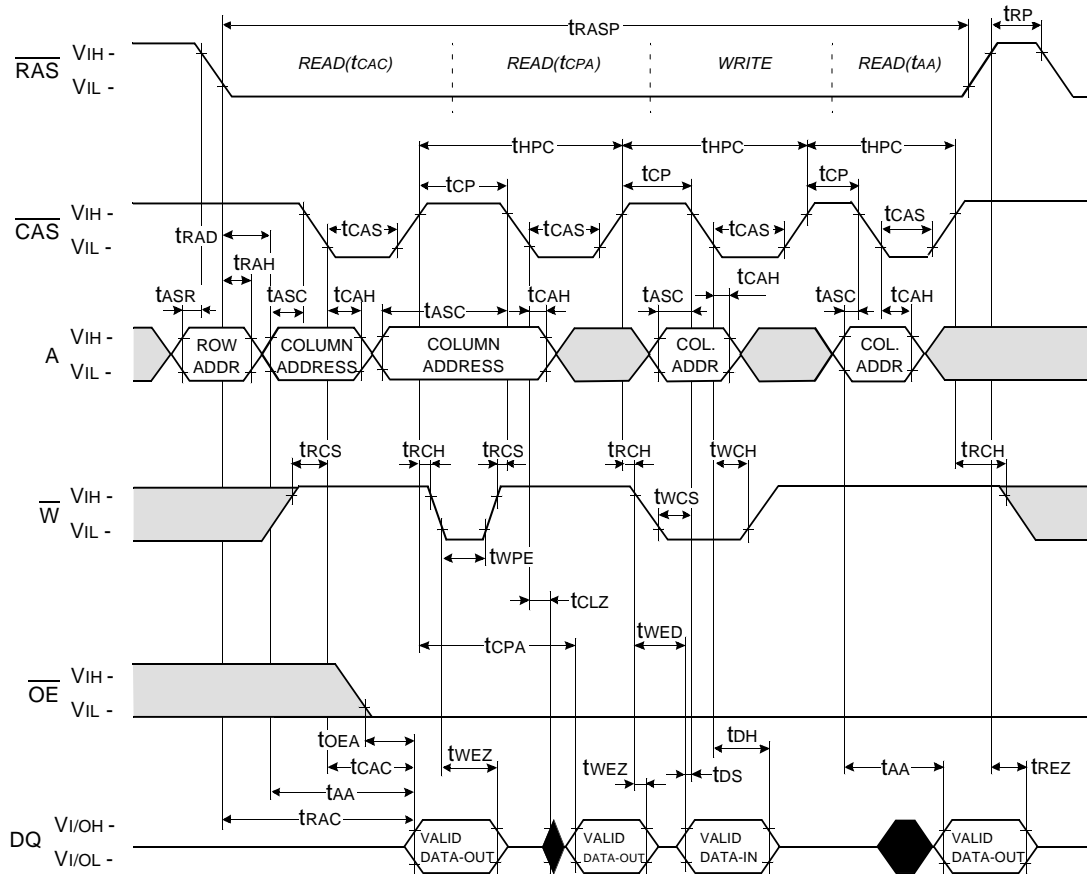 tRASP
tRP
RAS
VIH -
VIL -
READ(tCAC)
READ(tCPA)
WRITE
READ(tAA)
tHPC
tHPC
tHPC
tCP
tCP
tCP
CAS
VIH -
VIL -
tCAS
tCAS
tCAS
tCAS
tRAD
tRAH
tASR
tASC
tCAH
tASC
tCAH
tASC
tCAH
tASC
tCAH
A
VIH -
VIL -
ROW
ADDR
COLUMN
ADDRESS
COLUMN
ADDRESS
COL.
ADDR
COL.
ADDR
tRCS
tRCH
tRCS
tRCH
tWCH
tRCH
W
VIH -
VIL -
tWCS
tWPE
tCLZ
tCPA
tWED
OE
VIH -
VIL -
tOEA
tCAC
tAA
tRAC
tWEZ
tWEZ
tDH
tDS
tAA
tREZ
DQ
VI/OH -
VI/OL -
VALID
DATA-OUT
VALID
DATA-OUT
VALID
DATA-IN
VALID
DATA-OUT